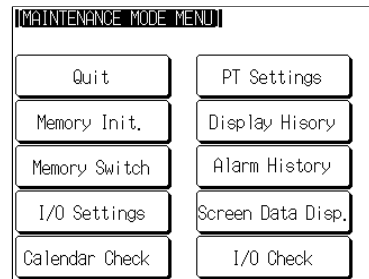 [MAINTENANCE MODE MENU]
Quit
PT Settings
Memory Init.
Display Hisory
Memory Switch
Alarm History
I/O Settings
Screen Data Disp.
Calendar Check
I/O Check